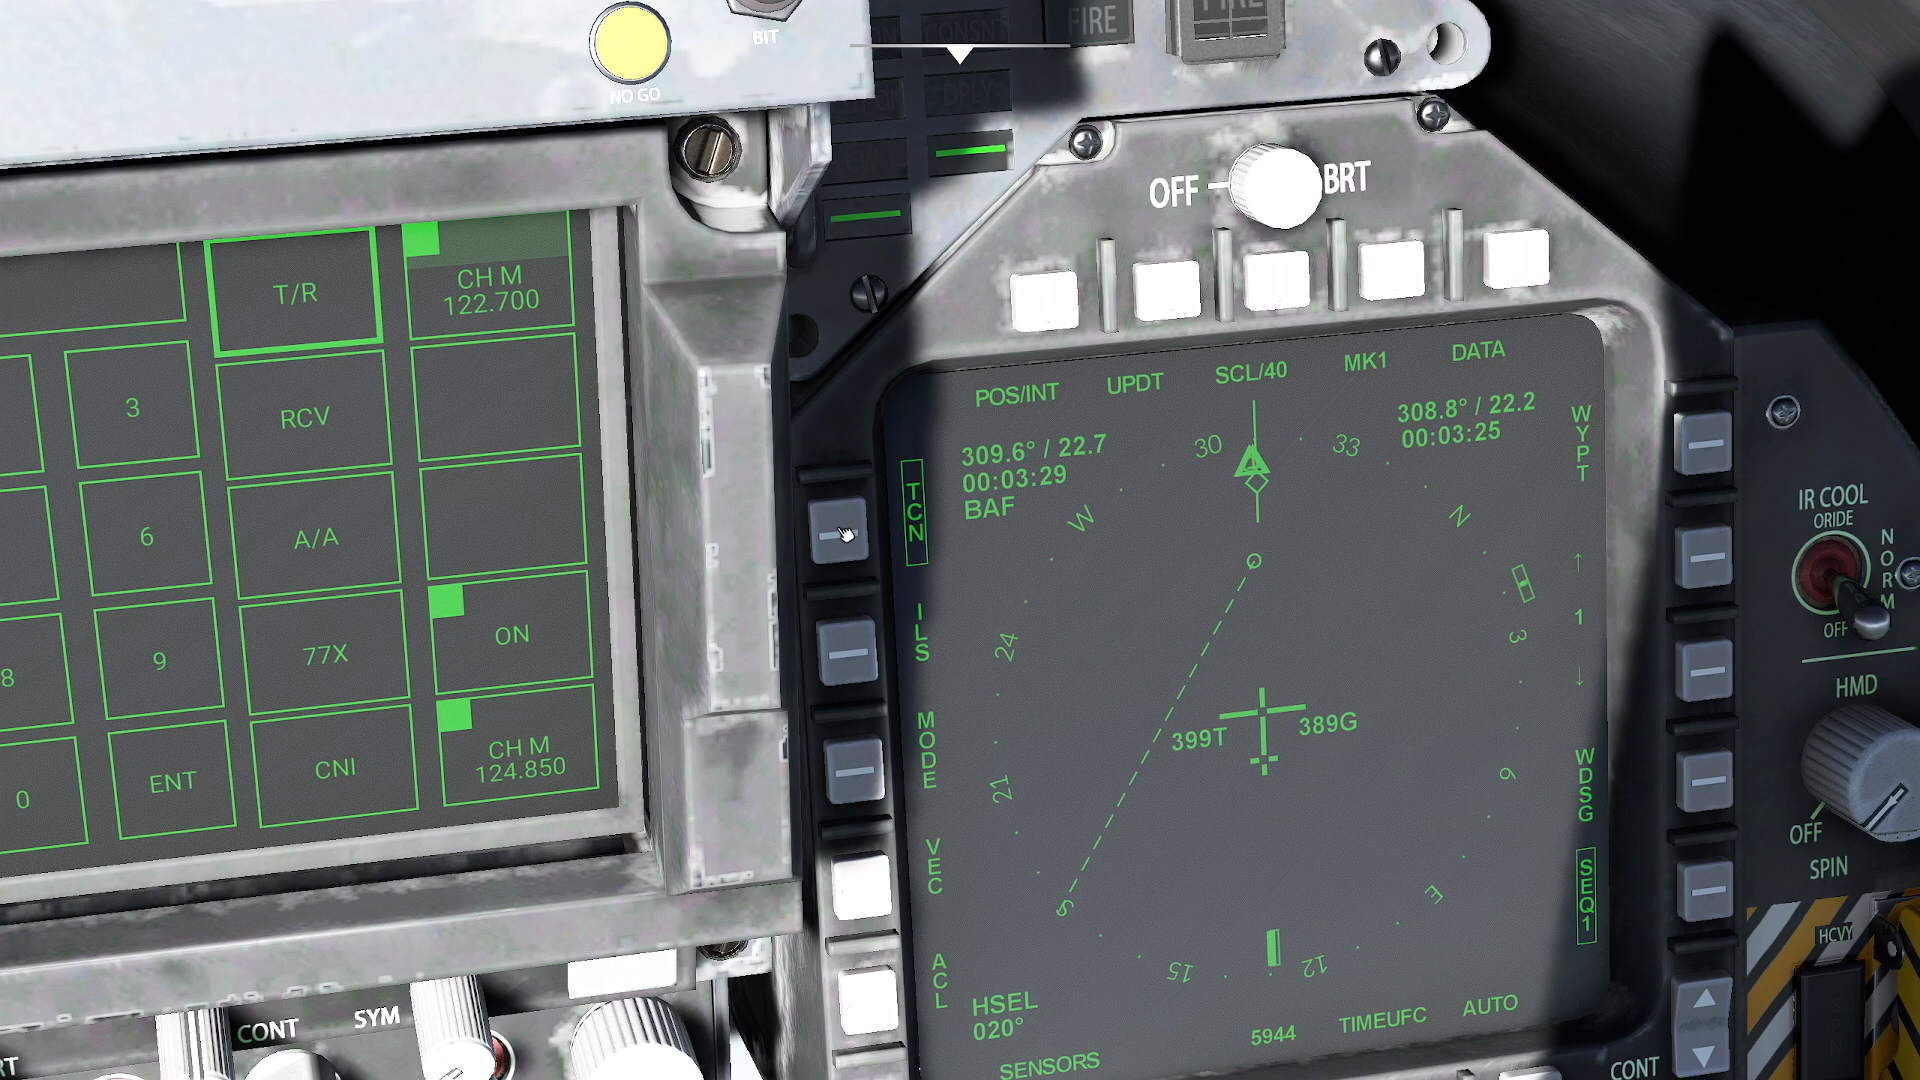 BIT
NO GO
CONSNT
FIRE
FIRE
DPLY
OFF
BRT
T/R
CH M
122.700
3
RCV
6
A/A
8
9
77X
ON
0
ENT
CNI
CH M
124.850
POS/INT
UPDT
SCL/40
MK1
DATA
309.6° / 22.7
00:03:29
BAF
308.8° / 22.2
00:03:25
WYPT
TCN
ILS
MODE
VEC
ACL
30
33
W
N
24
3
21
6
S
E
15
12
399T
389G
1
WDSG
SEQ1
HSEL
020°
SENSORS
5944
TIMEUFC
AUTO
IR COOL
ORIDE
NORM
OFF
HMD
OFF
SPIN
HCVY
CONT
SYM
CONT